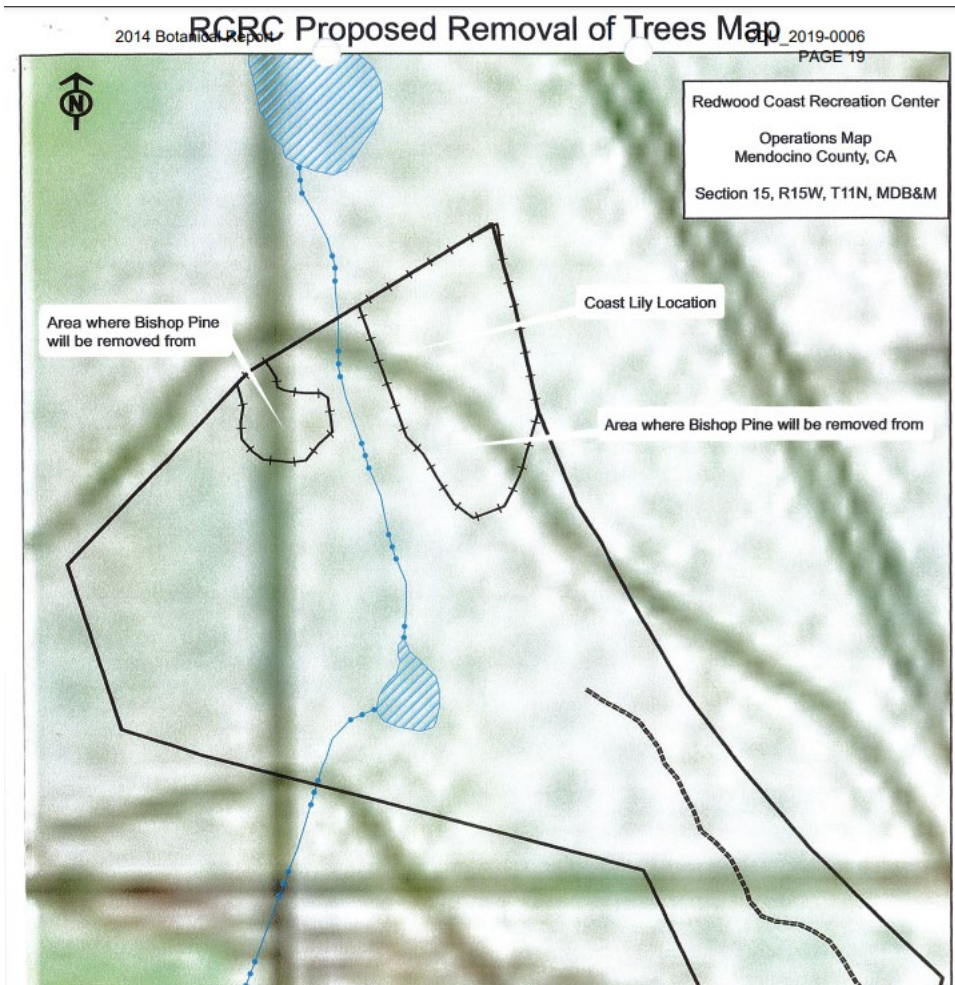 RCRC Proposed Removal of Trees Map
2014 Botanical Report
CDU_2019-0006
PAGE 19
N
Redwood Coast Recreation Center
Operations Map
Mendocino County, CA
Section 15, R15W, T11N, MDB&M
Coast Lily Location
Area where Bishop Pine
will be removed from
Area where Bishop Pine will be removed from